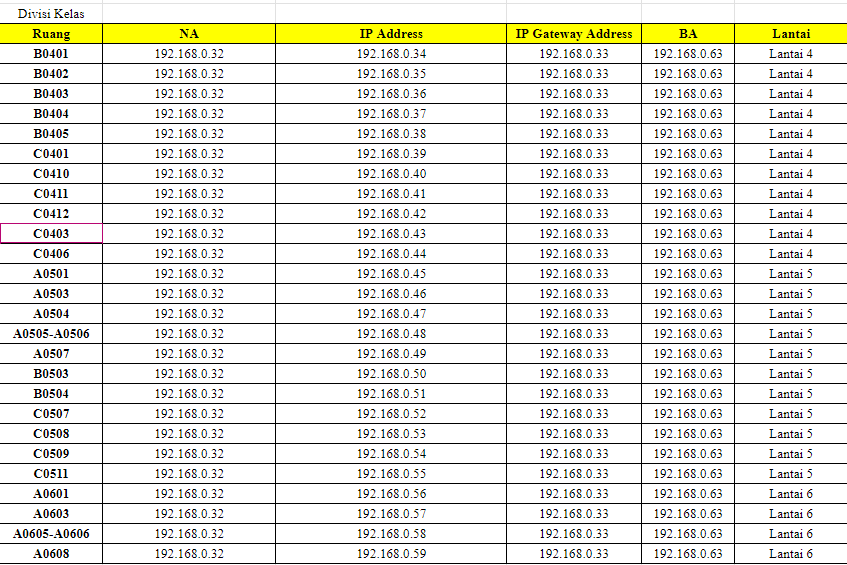 Divisi Kelas
Ruang NA IP Address IP Gateway Address BA Lantai
B0401 192.168.0.32 192.168.0.34 192.168.0.33 192.168.0.63 Lantai 4
B0402 192.168.0.32 192.168.0.35 192.168.0.33 192.168.0.63 Lantai 4
B0403 192.168.0.32 192.168.0.36 192.168.0.33 192.168.0.63 Lantai 4
B0404 192.168.0.32 192.168.0.37 192.168.0.33 192.168.0.63 Lantai 4
B0405 192.168.0.32 192.168.0.38 192.168.0.33 192.168.0.63 Lantai 4
C0401 192.168.0.32 192.168.0.39 192.168.0.33 192.168.0.63 Lantai 4
C0410 192.168.0.32 192.168.0.40 192.168.0.33 192.168.0.63 Lantai 4
C0411 192.168.0.32 192.168.0.41 192.168.0.33 192.168.0.63 Lantai 4
C0412 192.168.0.32 192.168.0.42 192.168.0.33 192.168.0.63 Lantai 4
C0403 192.168.0.32 192.168.0.43 192.168.0.33 192.168.0.63 Lantai 4
C0406 192.168.0.32 192.168.0.44 192.168.0.33 192.168.0.63 Lantai 4
A0501 192.168.0.32 192.168.0.45 192.168.0.33 192.168.0.63 Lantai 5
A0503 192.168.0.32 192.168.0.46 192.168.0.33 192.168.0.63 Lantai 5
A0504 192.168.0.32 192.168.0.47 192.168.0.33 192.168.0.63 Lantai 5
A0505-A0506 192.168.0.32 192.168.0.48 192.168.0.33 192.168.0.63 Lantai 5
A0507 192.168.0.32 192.168.0.49 192.168.0.33 192.168.0.63 Lantai 5
B0503 192.168.0.32 192.168.0.50 192.168.0.33 192.168.0.63 Lantai 5
B0504 192.168.0.32 192.168.0.51 192.168.0.33 192.168.0.63 Lantai 5
C0507 192.168.0.32 192.168.0.52 192.168.0.33 192.168.0.63 Lantai 5
C0508 192.168.0.32 192.168.0.53 192.168.0.33 192.168.0.63 Lantai 5
C0509 192.168.0.32 192.168.0.54 192.168.0.33 192.168.0.63 Lantai 5
C0511 192.168.0.32 192.168.0.55 192.168.0.33 192.168.0.63 Lantai 5
A0601 192.168.0.32 192.168.0.56 192.168.0.33 192.168.0.63 Lantai 6
A0603 192.168.0.32 192.168.0.57 192.168.0.33 192.168.0.63 Lantai 6
A0605-A0606 192.168.0.32 192.168.0.58 192.168.0.33 192.168.0.63 Lantai 6
A0608 192.168.0.32 192.168.0.59 192.168.0.33 192.168.0.63 Lantai 6